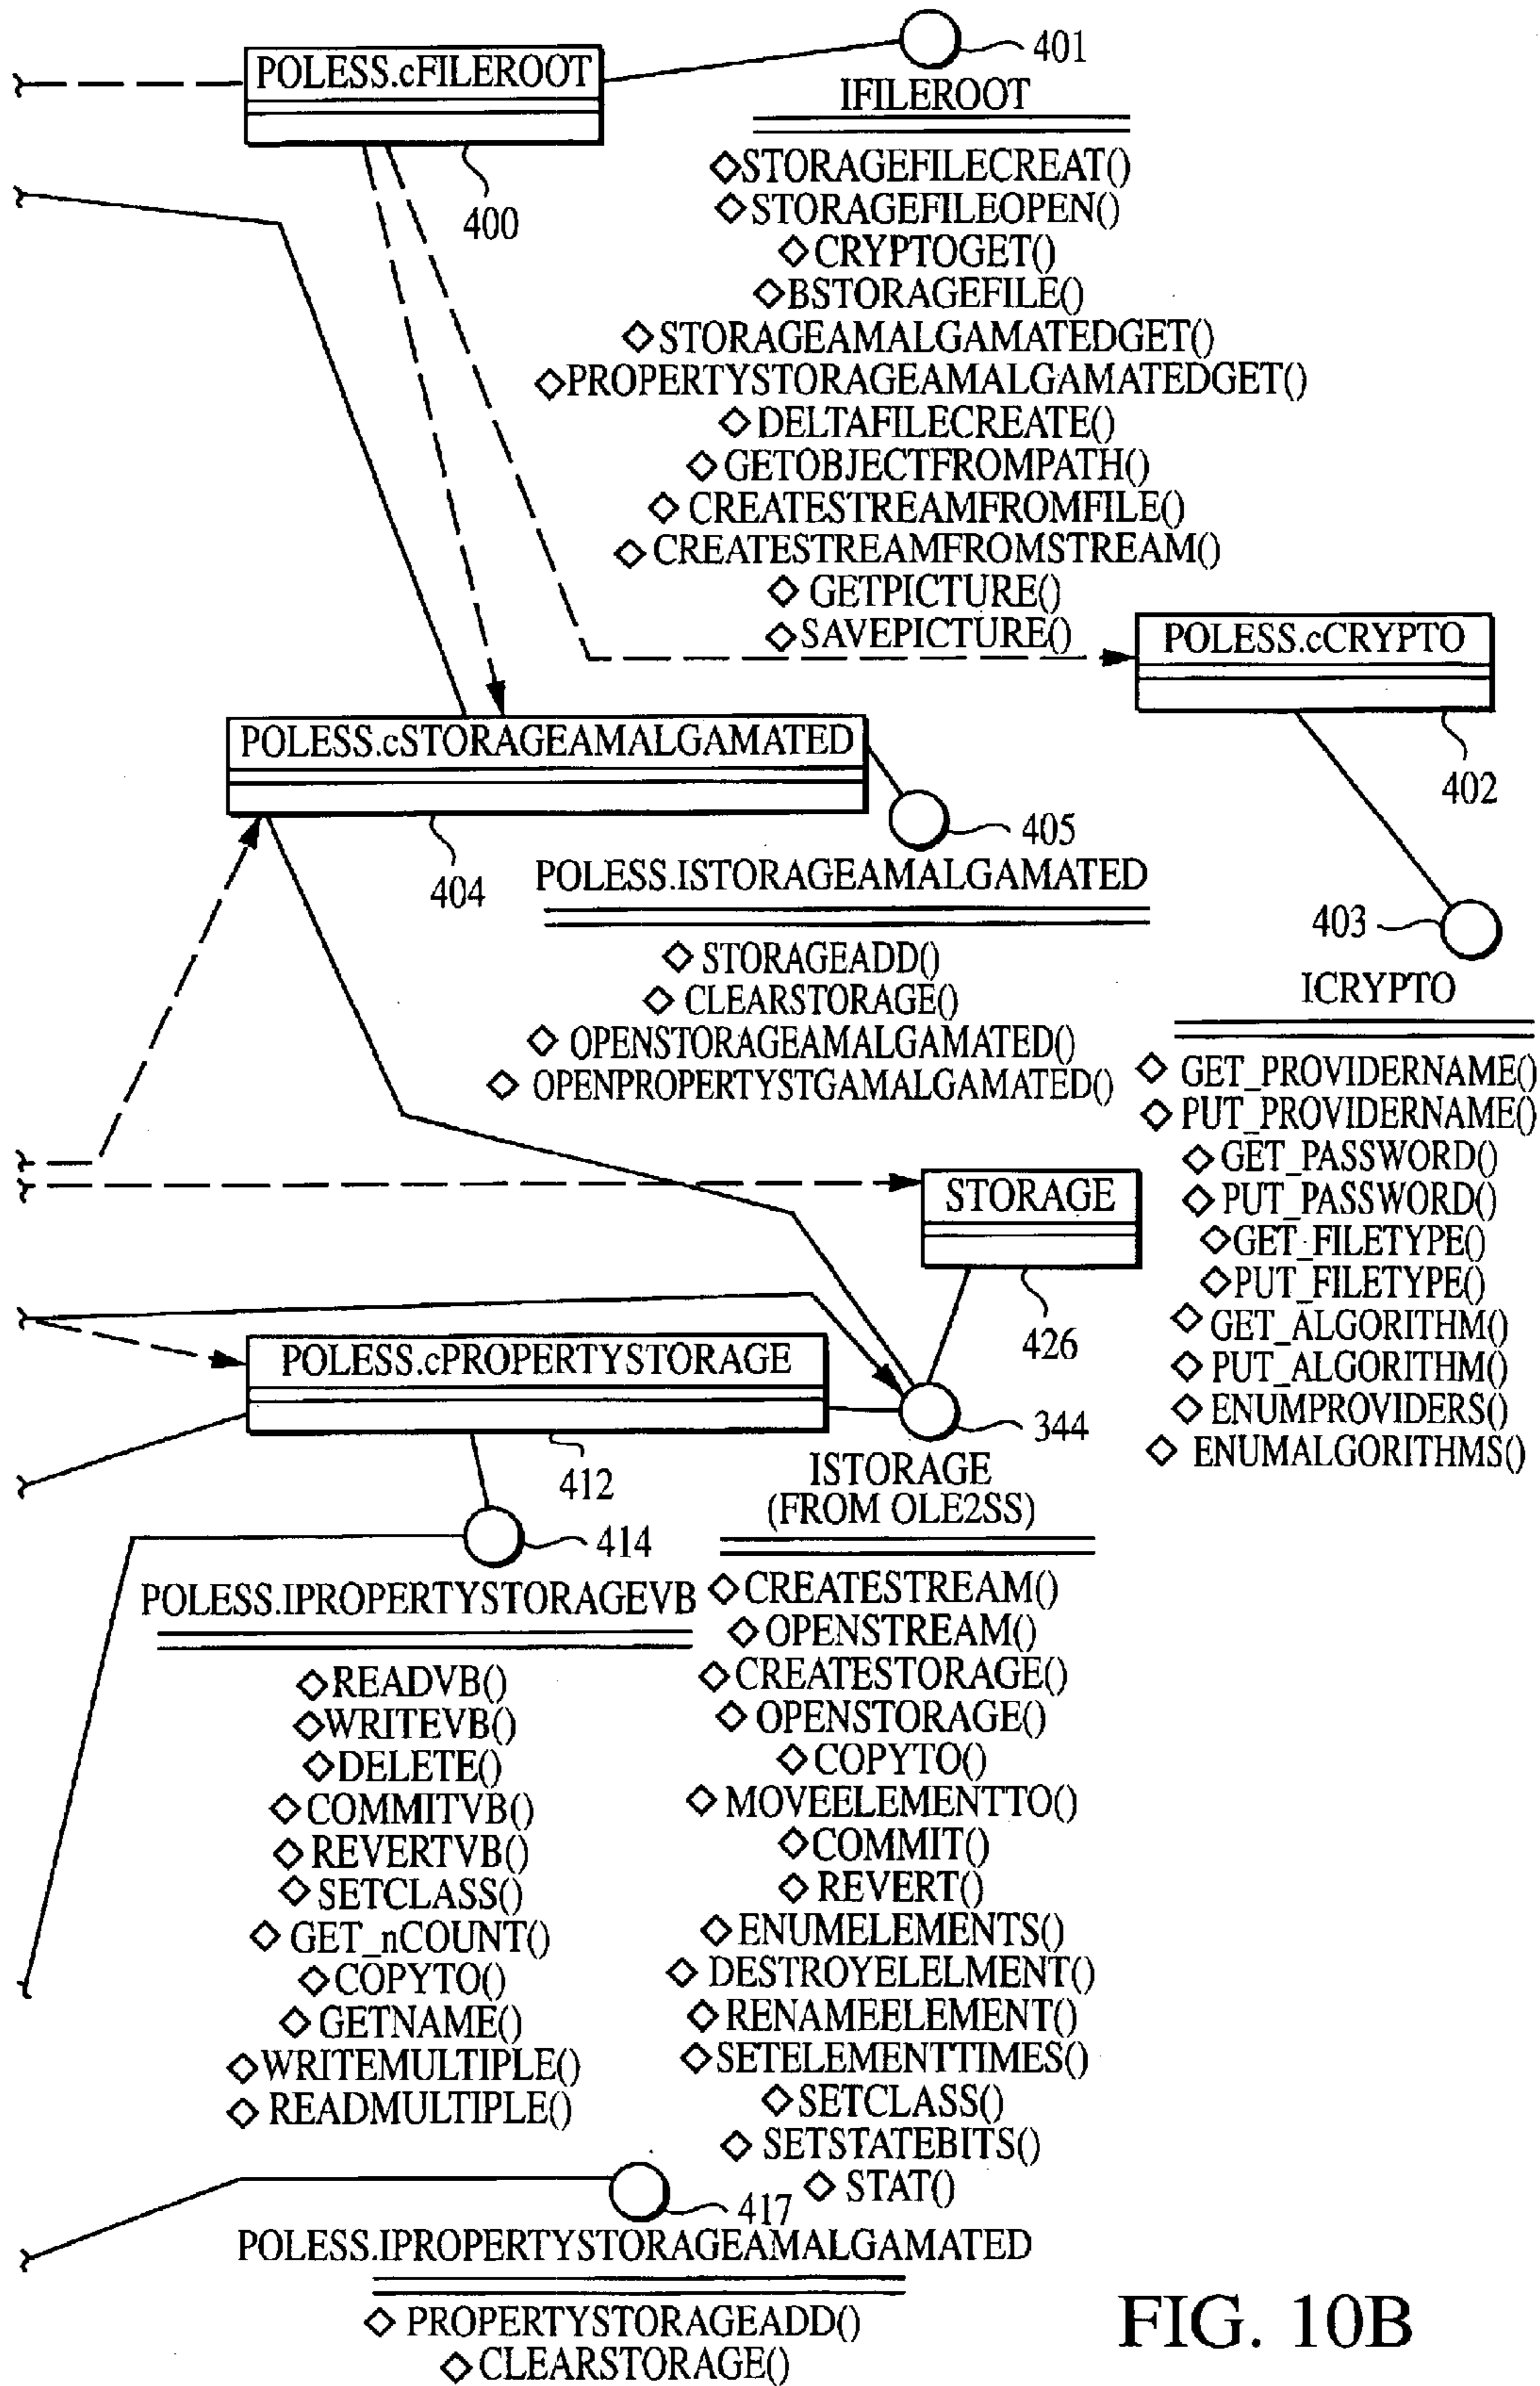 POLESS.cFILEROOT
400
401
IFILEROOT
◇STORAGEFILECREAT()
◇STORAGEFILEOPEN()
◇CRYPTOGET()
◇BSTORAGEFILE()
◇STORAGEAMALGAMATEDGET()
◇PROPERTYSTORAGEAMALGAMATEDGET()
◇DELTAFILECREATE()
◇GETOBJECTFROMPATH()
◇CREATESTREAMFROMFILE()
◇CREATESTREAMFROMSTREAM()
◇GETPICTURE()
◇SAVEPICTURE()
POLESS.cCRYPTO
402
403
ICRYPTO
◇GET_PROVIDERNAME()
◇PUT_PROVIDERNAME()
◇GET_PASSWORD()
◇PUT_PASSWORD()
◇GET_FILETYPE()
◇PUT_FILETYPE()
◇GET_ALGORITHM()
◇PUT_ALGORITHM()
◇ENUMPROVIDERS()
◇ENUMALGORITHMS()
POLESS.cSTORAGEAMALGAMATED
404
405
POLESS.ISTORAGEAMALGAMATED
◇STORAGEADD()
◇CLEARSTORAGE()
◇OPENSTORAGEAMALGAMATED()
◇OPENPROPERTYSTGAMALGAMATED()
STORAGE
426
POLESS.cPROPERTYSTORAGE
412
344
ISTORAGE
(FROM OLE2SS)
◇CREATESTREAM()
◇OPENSTREAM()
◇CREATESTORAGE()
◇OPENSTORAGE()
◇COPYTO()
◇MOVEELEMENTTO()
◇COMMIT()
◇REVERT()
◇ENUMELEMENTS()
◇DESTROYELELMENT()
◇RENAMEELEMENT()
◇SETELEMENTTIMES()
◇SETCLASS()
◇SETSTATEBITS()
◇STAT()
414
POLESS.IPROPERTYSTORAGEVB
◇READVB()
◇WRITEVB()
◇DELETE()
◇COMMITVB()
◇REVERTVB()
◇SETCLASS()
◇GET_nCOUNT()
◇COPYTO()
◇GETNAME()
◇WRITEMULTIPLE()
◇READMULTIPLE()
417
POLESS.IPROPERTYSTORAGEAMALGAMATED
◇PROPERTYSTORAGEADD()
◇CLEARSTORAGE()
FIG. 10B